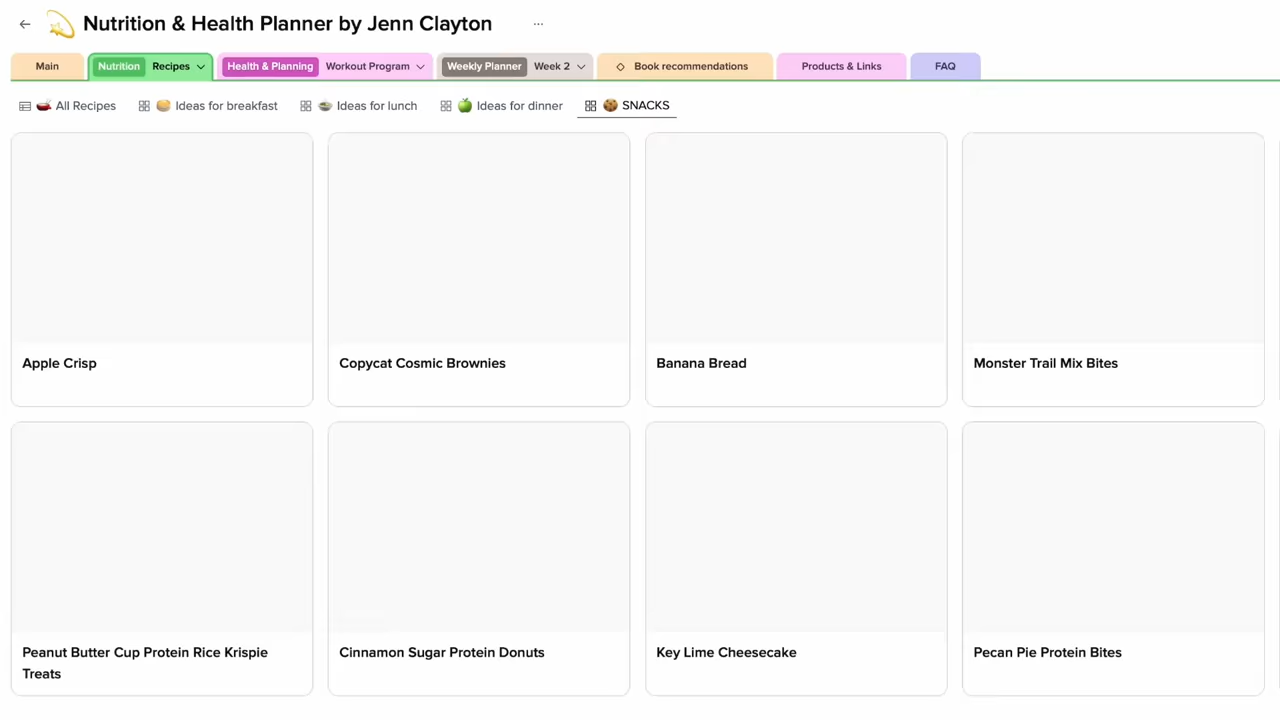 Nutrition & Health Planner by Jenn Clayton
Main
Nutrition Recipes
Health & Planning Workout Program
Weekly Planner Week 2
Book recommendations
Products & Links
FAQ
All Recipes
Ideas for breakfast
Ideas for lunch
Ideas for dinner
SNACKS
Apple Crisp
Copycat Cosmic Brownies
Banana Bread
Monster Trail Mix Bites
Peanut Butter Cup Protein Rice Krispie
Treats
Cinnamon Sugar Protein Donuts
Key Lime Cheesecake
Pecan Pie Protein Bites